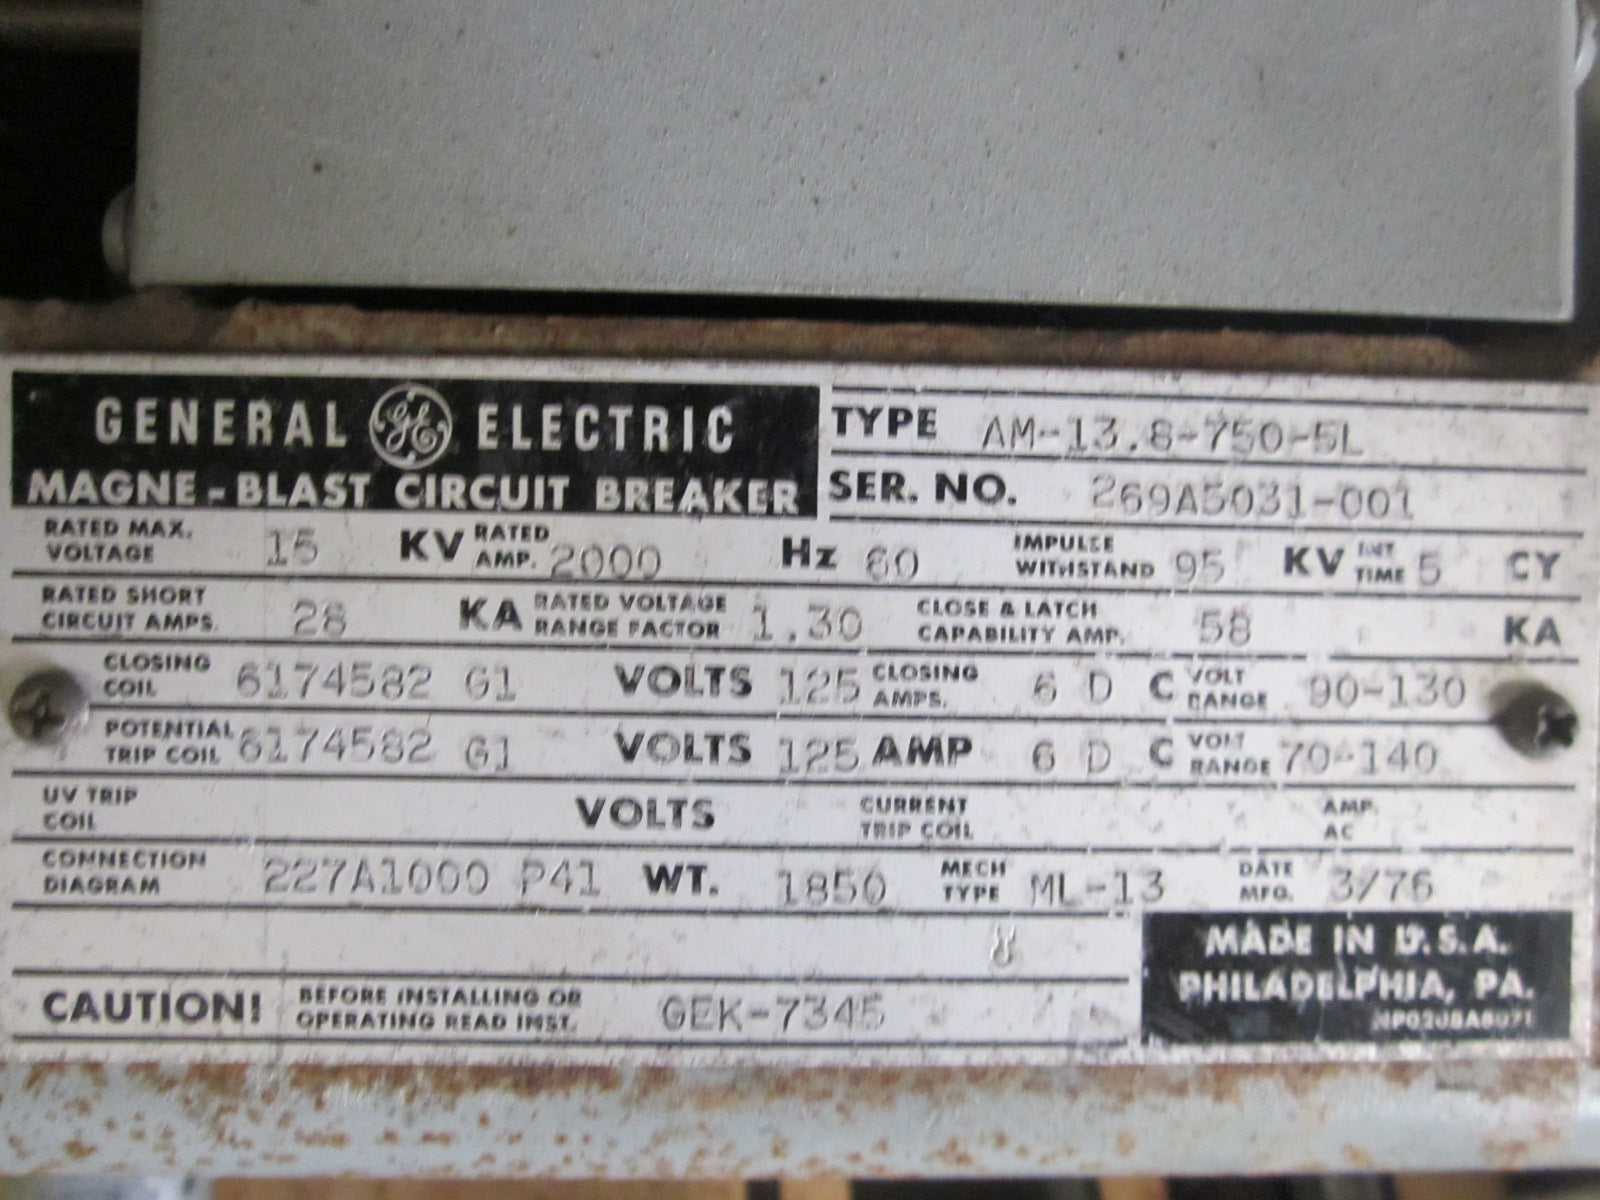 GENERAL GE ELECTRIC
MAGNE-BLAST CIRCUIT BREAKER
TYPE AM-13.8-750-5L
SER. NO. 269A5031-001
RATED MAX. VOLTAGE 15 KV RATED AMP. 2000 Hz 60 IMPULSE WITHSTAND 95 KV INT TIME 5 CY
RATED SHORT CIRCUIT AMPS. 28 KA RATED VOLTAGE RANGE FACTOR 1.30 CLOSE & LATCH CAPABILITY AMP. 58 KA
CLOSING COIL 6174582 G1 VOLTS 125 CLOSING AMPS. 6 D C VOLT RANGE 90-130
POTENTIAL TRIP COIL 6174582 G1 VOLTS 125 AMP 6 D C VOLT RANGE 70-140
UV TRIP COIL VOLTS CURRENT TRIP COIL AMP. AC
CONNECTION DIAGRAM 227A1000 P41 WT. 1850 MECH TYPE ML-13 DATE MFG. 3/76
CAUTION! BEFORE INSTALLING OR OPERATING READ INST. GEK-7345
MADE IN U.S.A.
PHILADELPHIA, PA.